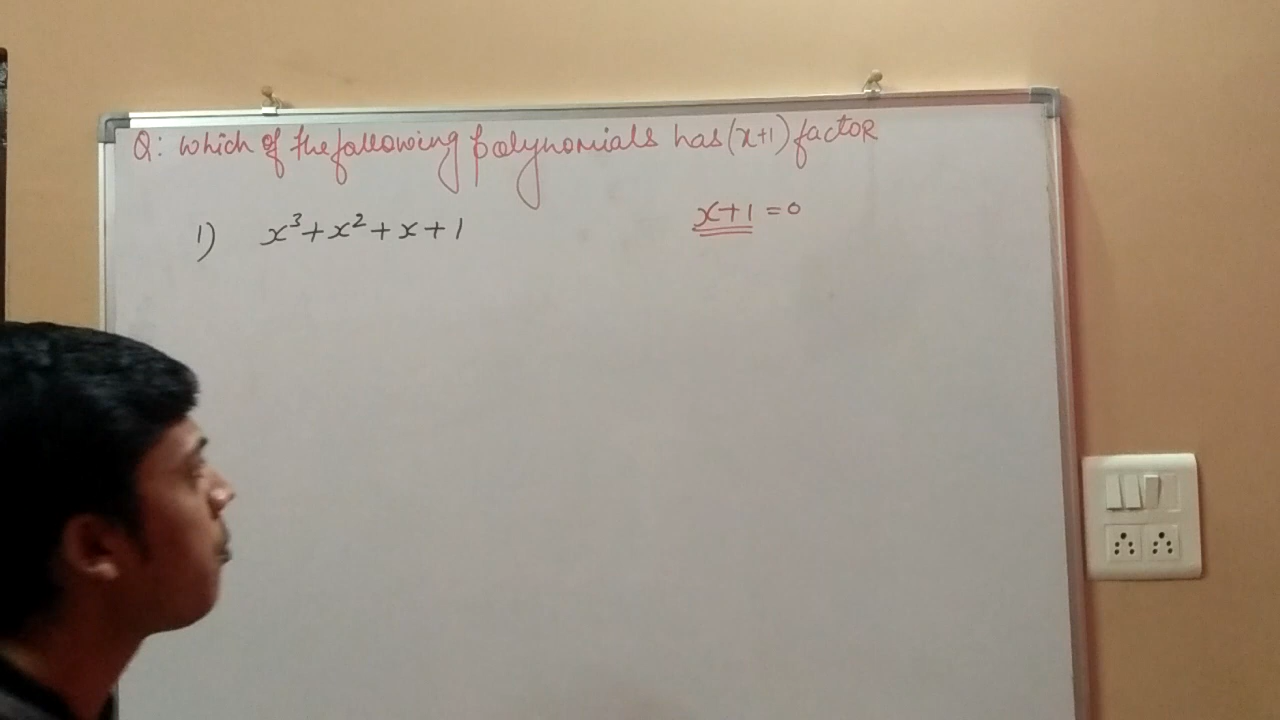 Q: which of the following polynomials has (x+1) factor
1) x³+x²+x+1
x+1=0